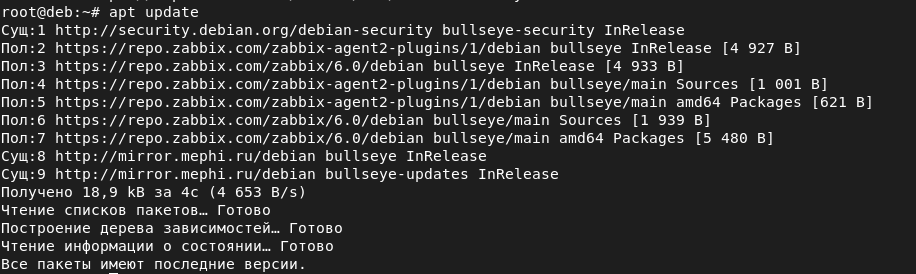 root@deb:~# apt update
Сущ:1 http://security.debian.org/debian-security bullseye-security InRelease
Пол:2 https://repo.zabbix.com/zabbix-agent2-plugins/1/debian bullseye InRelease [4 927 B]
Пол:3 https://repo.zabbix.com/zabbix/6.0/debian bullseye InRelease [4 933 B]
Пол:4 https://repo.zabbix.com/zabbix-agent2-plugins/1/debian bullseye/main Sources [1 001 B]
Пол:5 https://repo.zabbix.com/zabbix-agent2-plugins/1/debian bullseye/main amd64 Packages [621 B]
Пол:6 https://repo.zabbix.com/zabbix/6.0/debian bullseye/main Sources [1 939 B]
Пол:7 https://repo.zabbix.com/zabbix/6.0/debian bullseye/main amd64 Packages [5 480 B]
Сущ:8 http://mirror.mephi.ru/debian bullseye InRelease
Сущ:9 http://mirror.mephi.ru/debian bullseye-updates InRelease
Получено 18,9 kB за 4с (4 653 B/s)
Чтение списков пакетов… Готово
Построение дерева зависимостей… Готово
Чтение информации о состоянии… Готово
Все пакеты имеют последние версии.